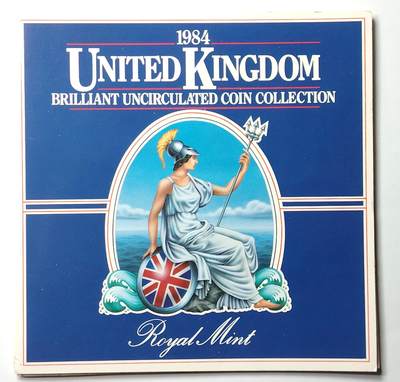 1984
UNITED KINGDOM
BRILLIANT UNCIRCULATED COIN COLLECTION
Royal Mint